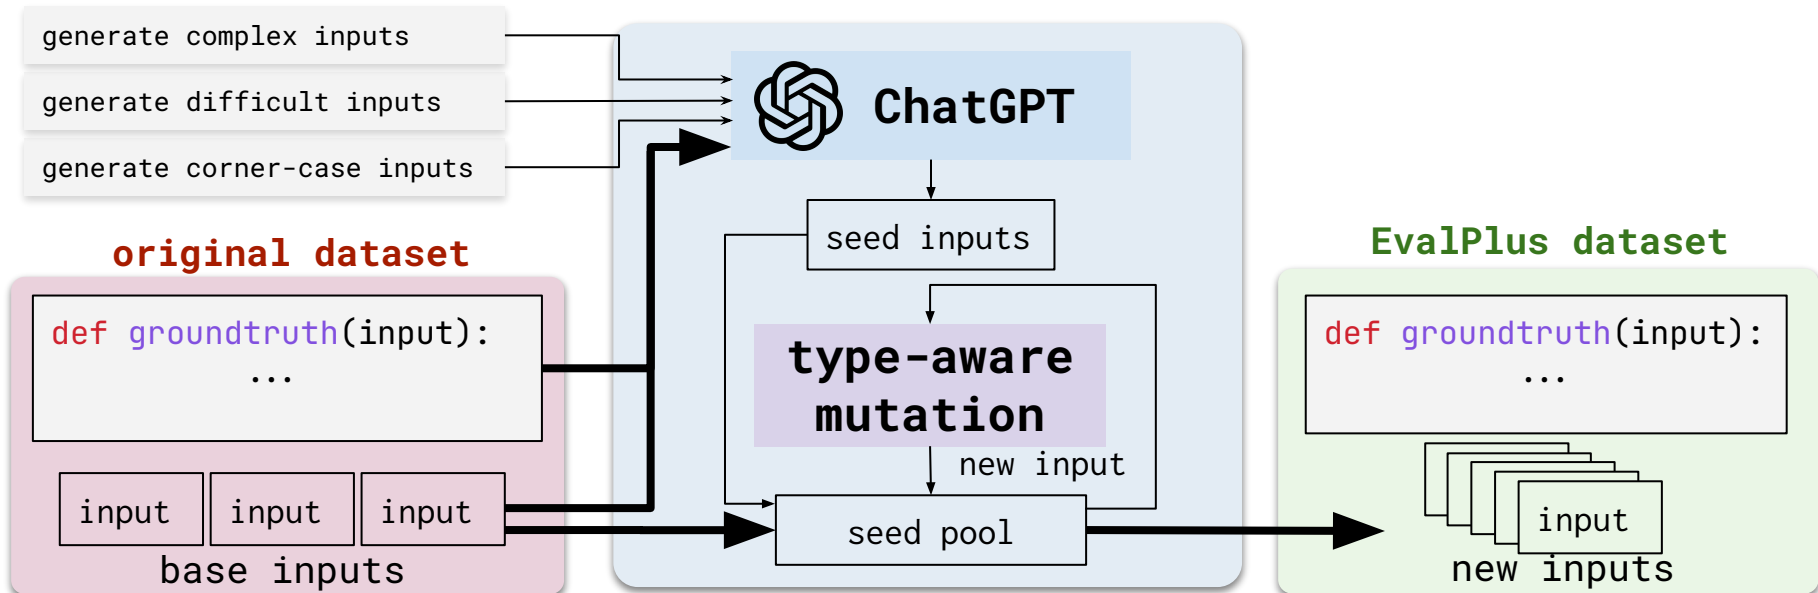 generate complex inputs
generate difficult inputs
generate corner-case inputs
ChatGPT
seed inputs
original dataset
def groundtruth(input):
...
input input input
base inputs
type-aware
mutation
new input
seed pool
EvalPlus dataset
def groundtruth(input):
...
input
new inputs